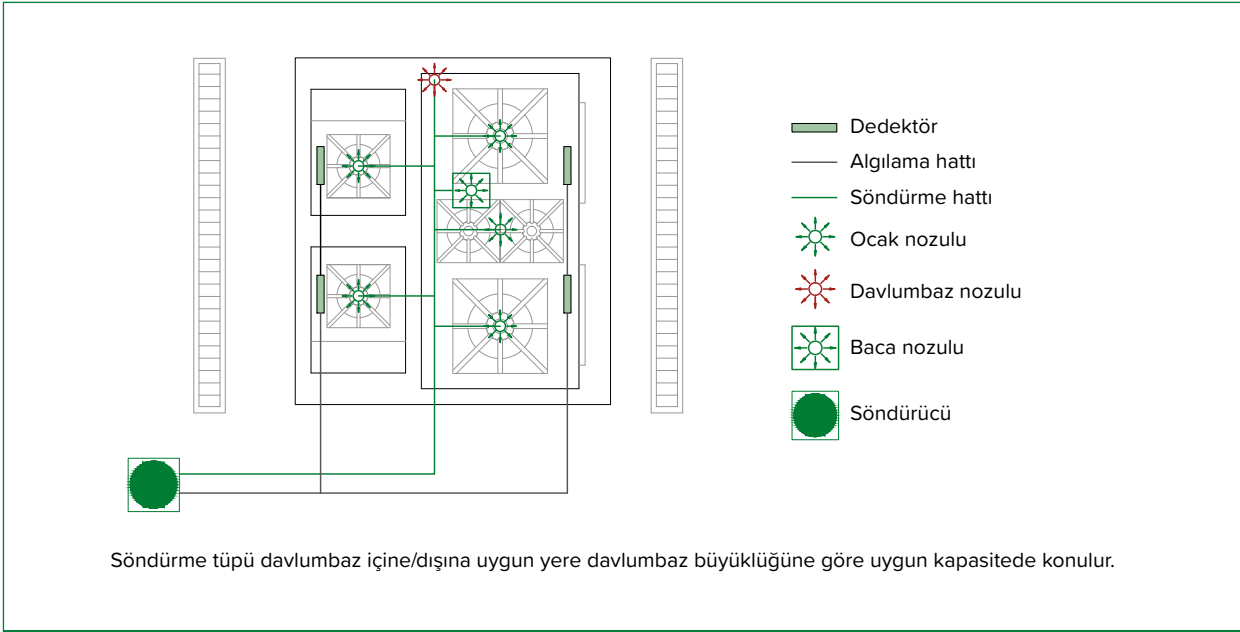 Dedektör
Algılama hattı
Söndürme hattı
Ocak nozulu
Davlumbaz nozulu
Baca nozulu
Söndürücü
Söndürme tüpü davlumbaz içine/dışına uygun yere davlumbaz büyüklüğüne göre uygun kapasitede konulur.